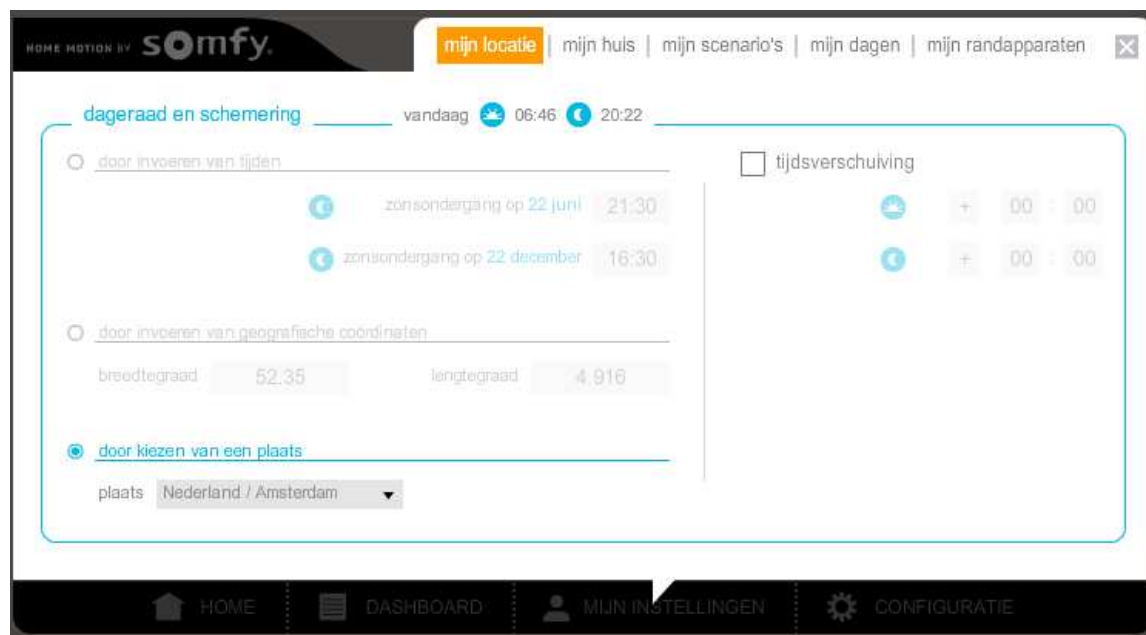 HOME MOTION BY somfy.
mijn locatie | mijn huis | mijn scenario's | mijn dagen | mijn randapparaten
dageraad en schemering vandaag 06:46 20:22
door invoeren van tijden
zonsondergang op 22 juni 21:30
zonsondergang op 22 december 16:30
door invoeren van geografische coördinaten
breedtegraad 52.35 lengtegraad 4.916
door kiezen van een plaats
plaats Nederland / Amsterdam
tijdsverschuiving
+ 00 : 00
+ 00 : 00
HOME DASHBOARD MIJN INSTELLINGEN CONFIGURATIE